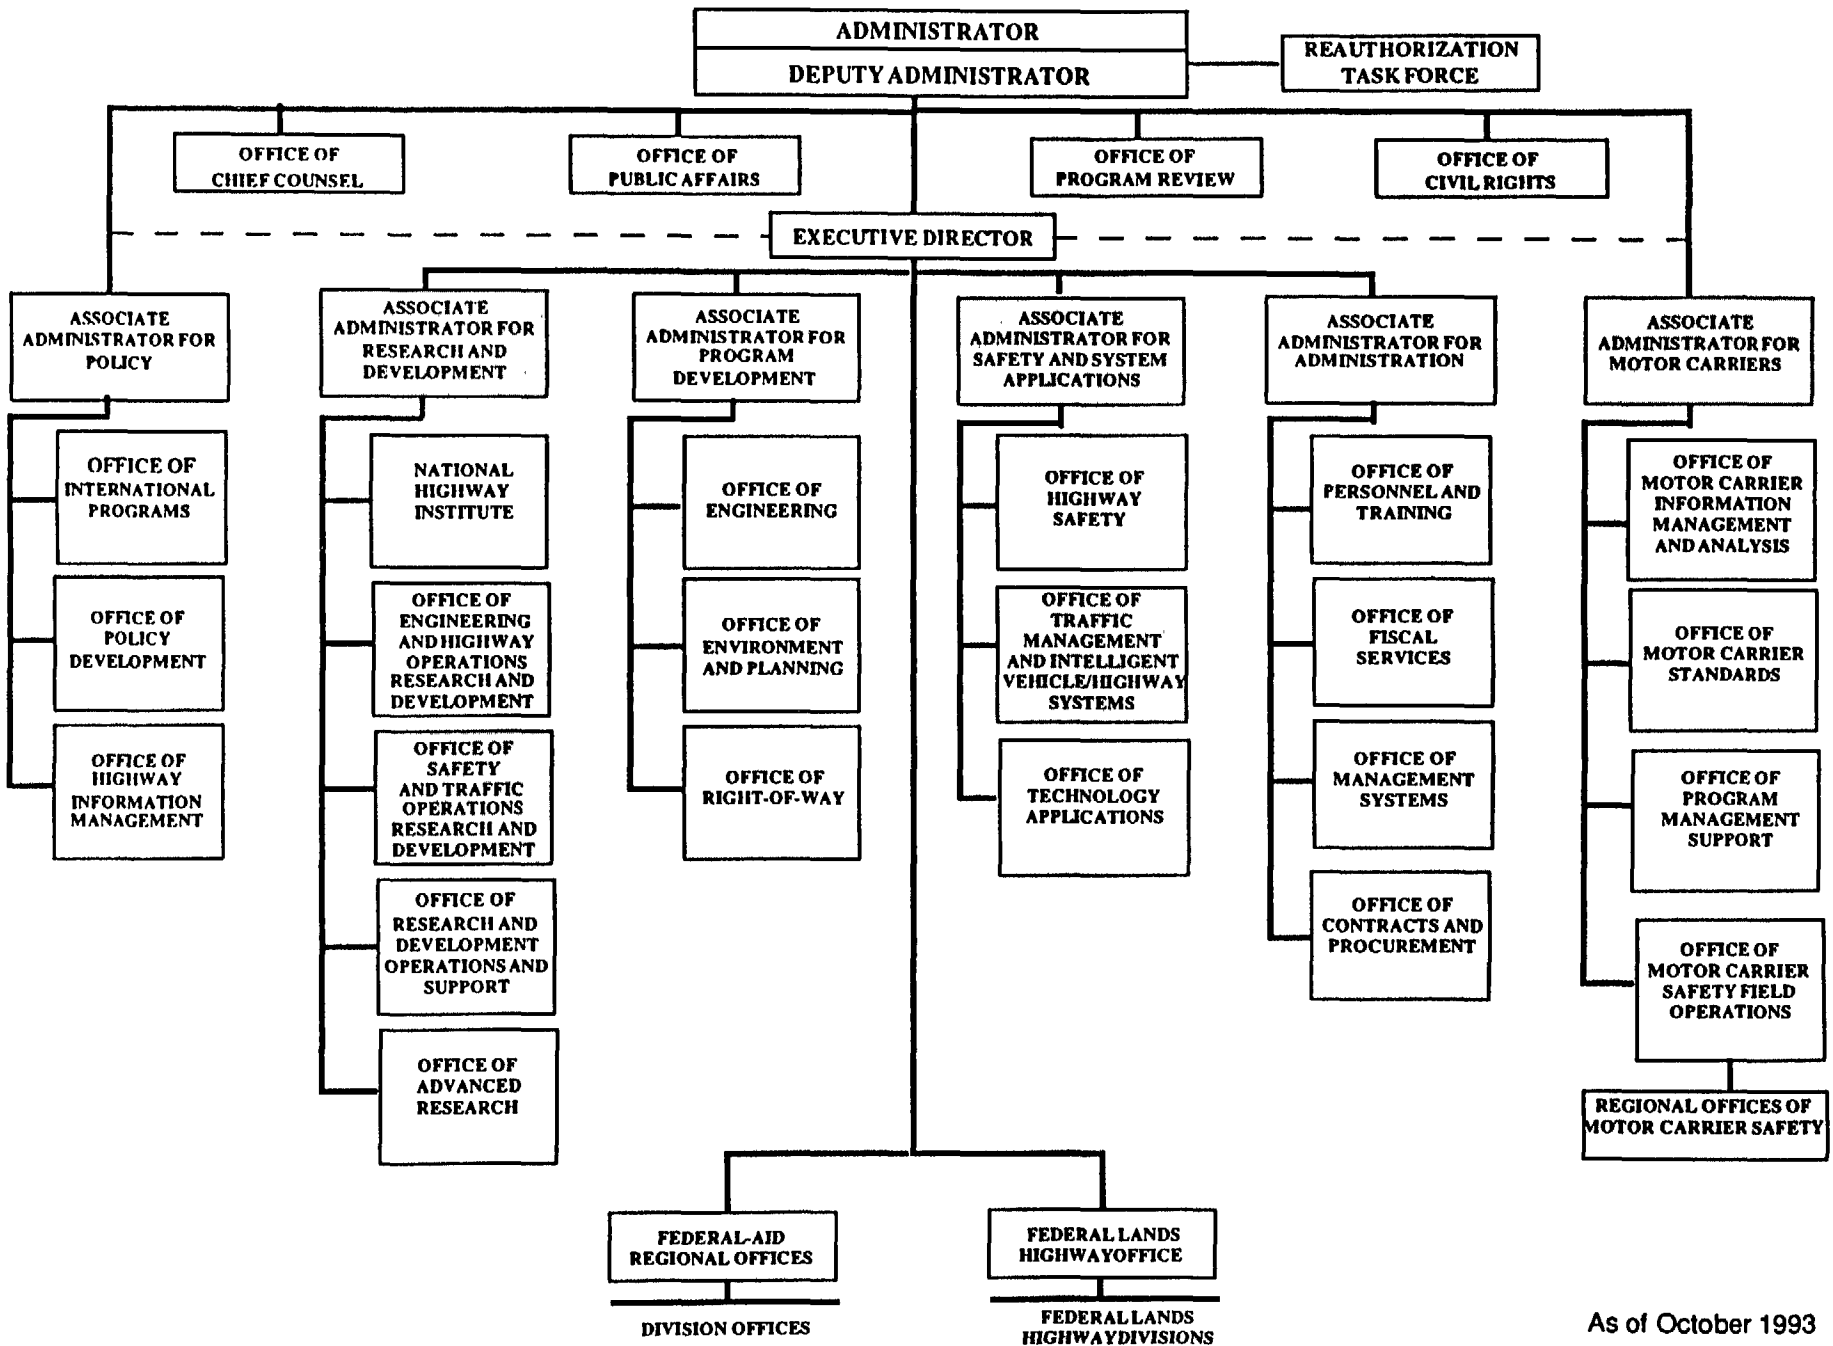 ADMINISTRATOR
DEPUTY ADMINISTRATOR
REAUTHORIZATION
TASK FORCE
OFFICE OF
CHIEF COUNSEL
OFFICE OF
PUBLIC AFFAIRS
OFFICE OF
PROGRAM REVIEW
OFFICE OF
CIVIL RIGHTS
EXECUTIVE DIRECTOR
ASSOCIATE
ADMINISTRATOR FOR
POLICY
ASSOCIATE
ADMINISTRATOR FOR
RESEARCH AND
DEVELOPMENT
ASSOCIATE
ADMINISTRATOR FOR
PROGRAM
DEVELOPMENT
ASSOCIATE
ADMINISTRATOR FOR
SAFETY AND SYSTEM
APPLICATIONS
ASSOCIATE
ADMINISTRATOR FOR
ADMINISTRATION
ASSOCIATE
ADMINISTRATOR FOR
MOTOR CARRIERS
OFFICE OF
INTERNATIONAL
PROGRAMS
OFFICE OF
POLICY
DEVELOPMENT
OFFICE OF
HIGHWAY
INFORMATION
MANAGEMENT
NATIONAL
HIGHWAY
INSTITUTE
OFFICE OF
ENGINEERING
AND HIGHWAY
OPERATIONS
RESEARCH AND
DEVELOPMENT
OFFICE OF
SAFETY
AND TRAFFIC
OPERATIONS
RESEARCH AND
DEVELOPMENT
OFFICE OF
RESEARCH AND
DEVELOPMENT
OPERATIONS AND
SUPPORT
OFFICE OF
ADVANCED
RESEARCH
OFFICE OF
ENGINEERING
OFFICE OF
ENVIRONMENT
AND PLANNING
OFFICE OF
RIGHT-OF-WAY
OFFICE OF
HIGHWAY
SAFETY
OFFICE OF
TRAFFIC
MANAGEMENT
AND INTELLIGENT
VEHICLE/HIGHWAY
SYSTEMS
OFFICE OF
TECHNOLOGY
APPLICATIONS
OFFICE OF
PERSONNEL AND
TRAINING
OFFICE OF
FISCAL
SERVICES
OFFICE OF
MANAGEMENT
SYSTEMS
OFFICE OF
CONTRACTS AND
PROCUREMENT
OFFICE OF
MOTOR CARRIER
INFORMATION
MANAGEMENT
AND ANALYSIS
OFFICE OF
MOTOR CARRIER
STANDARDS
OFFICE OF
PROGRAM
MANAGEMENT
SUPPORT
OFFICE OF
MOTOR CARRIER
SAFETY FIELD
OPERATIONS
REGIONAL OFFICES OF
MOTOR CARRIER SAFETY
FEDERAL-AID
REGIONAL OFFICES
DIVISION OFFICES
FEDERAL LANDS
HIGHWAY OFFICE
FEDERAL LANDS
HIGHWAY DIVISIONS
As of October 1993